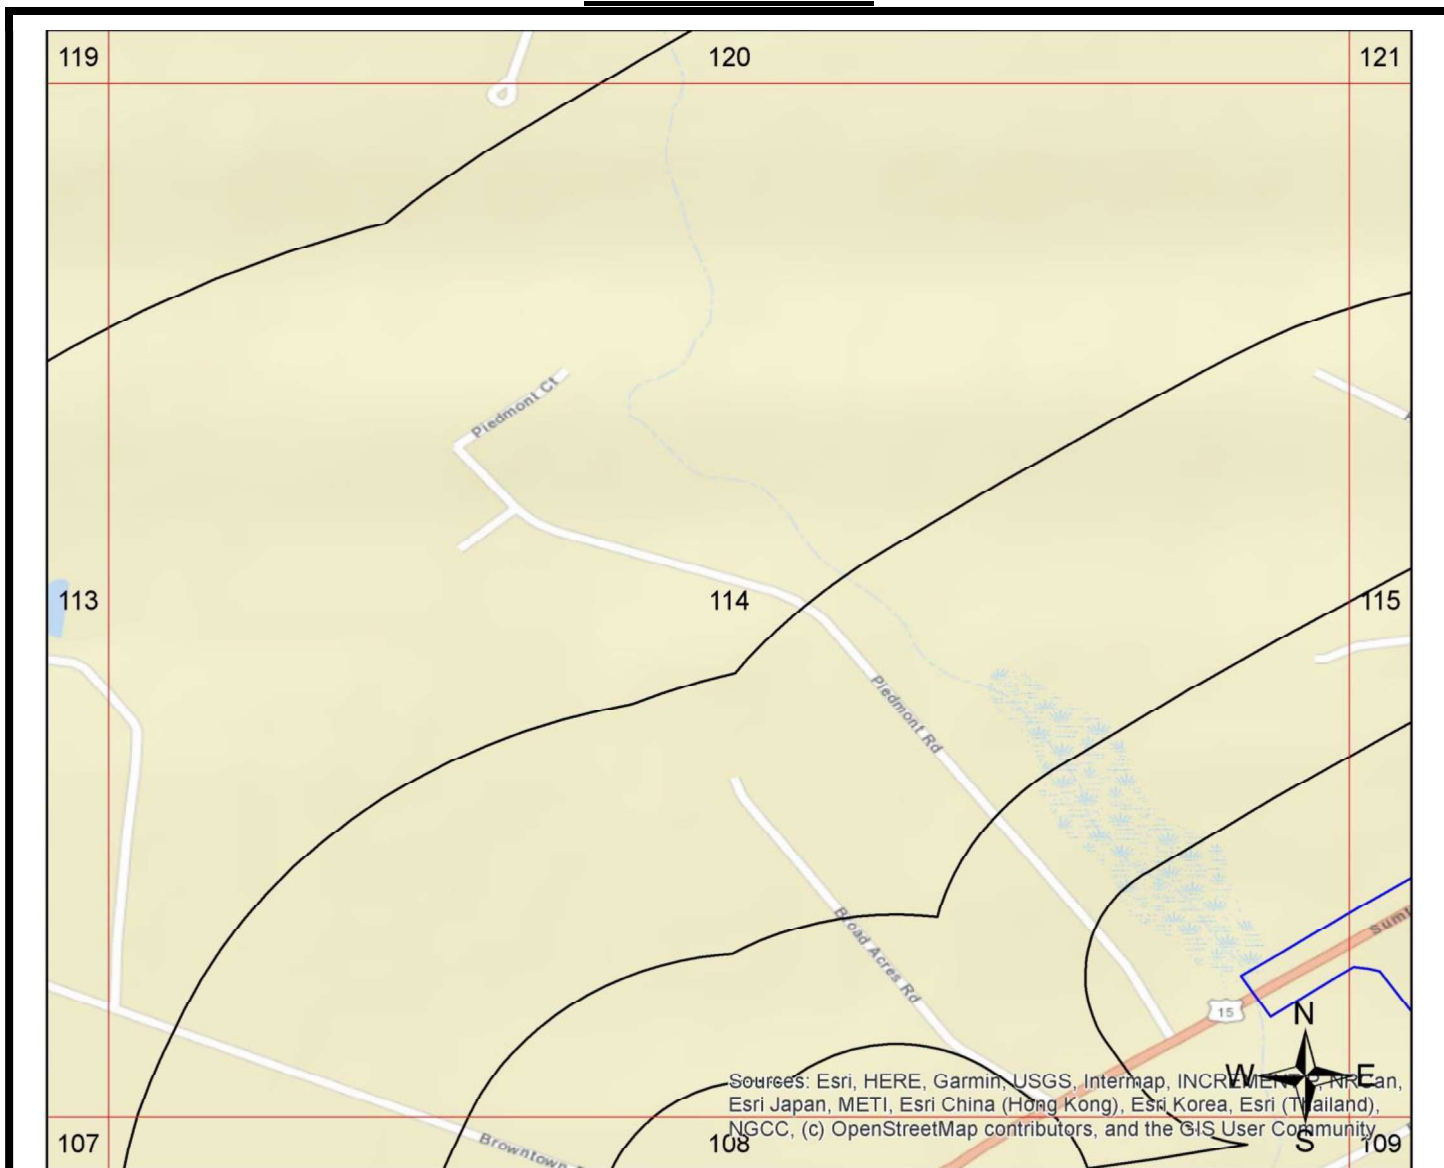 119
120
121
Piedmont Ct
113
114
115
Piedmont Rd
Broad Acres Rd
15
N
W
E
S
Sources: Esri, HERE, Garmin, USGS, Intermap, INCREMENT P, NRCan,
Esri Japan, METI, Esri China (Hong Kong), Esri Korea, Esri (Thailand),
NGCC, (c) OpenStreetMap contributors, and the GIS User Community
107
Browntown
108
109